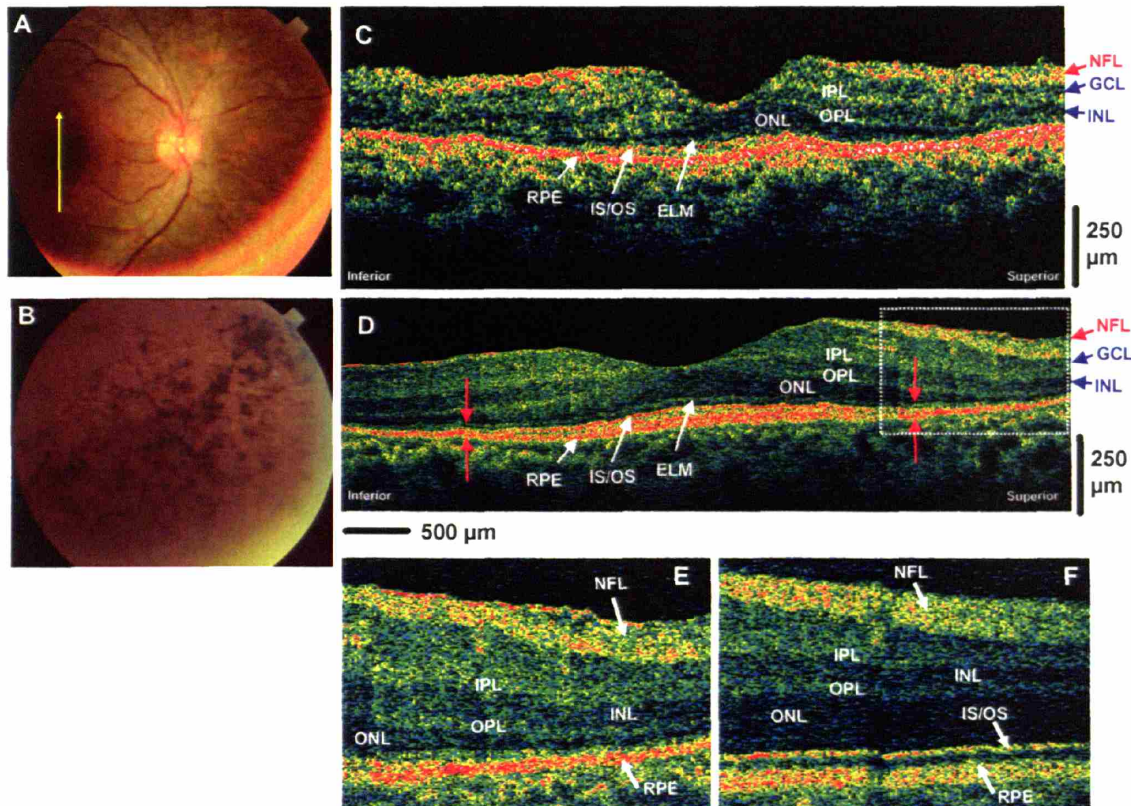 A
C
NFL
GCL
INL
IPL
OPL
ONL
RPE
IS/OS
ELM
Inferior
Superior
250
µm
B
D
NFL
GCL
INL
IPL
OPL
ONL
RPE
IS/OS
ELM
Inferior
Superior
250
µm
500 µm
E
NFL
IPL
INL
OPL
ONL
RPE
F
NFL
IPL
INL
OPL
ONL
IS/OS
RPE